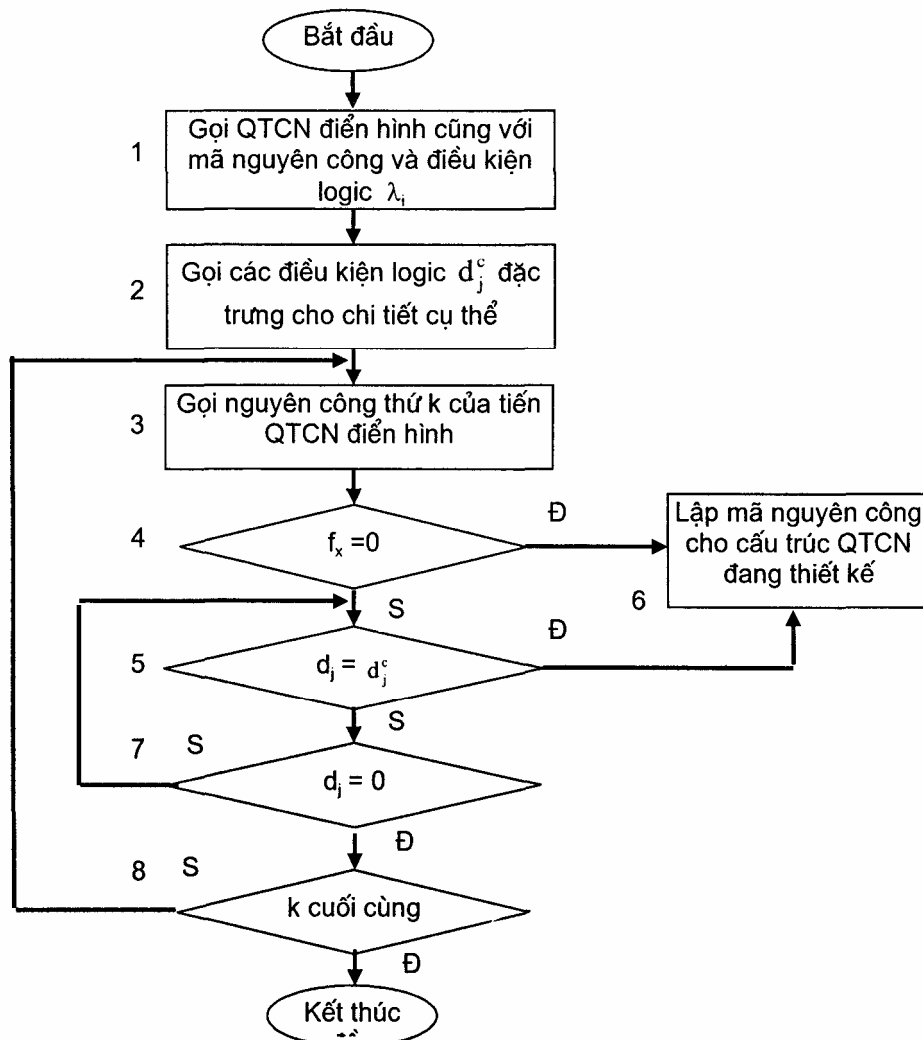 Bắt đầu
1
Gọi QTCN điển hình cũng với
mã nguyên công và điều kiện
logic λᵢ
2
Gọi các điều kiện logic dⱼᶜ đặc
trưng cho chi tiết cụ thể
3
Gọi nguyên công thứ k của tiến
QTCN điển hình
4
fₓ =0
Đ
Lập mã nguyên công
cho cấu trúc QTCN
đang thiết kế
6
S
Đ
5
dⱼ = dⱼᶜ
S
7
S
dⱼ = 0
Đ
8
S
k cuối cùng
Đ
Kết thúc